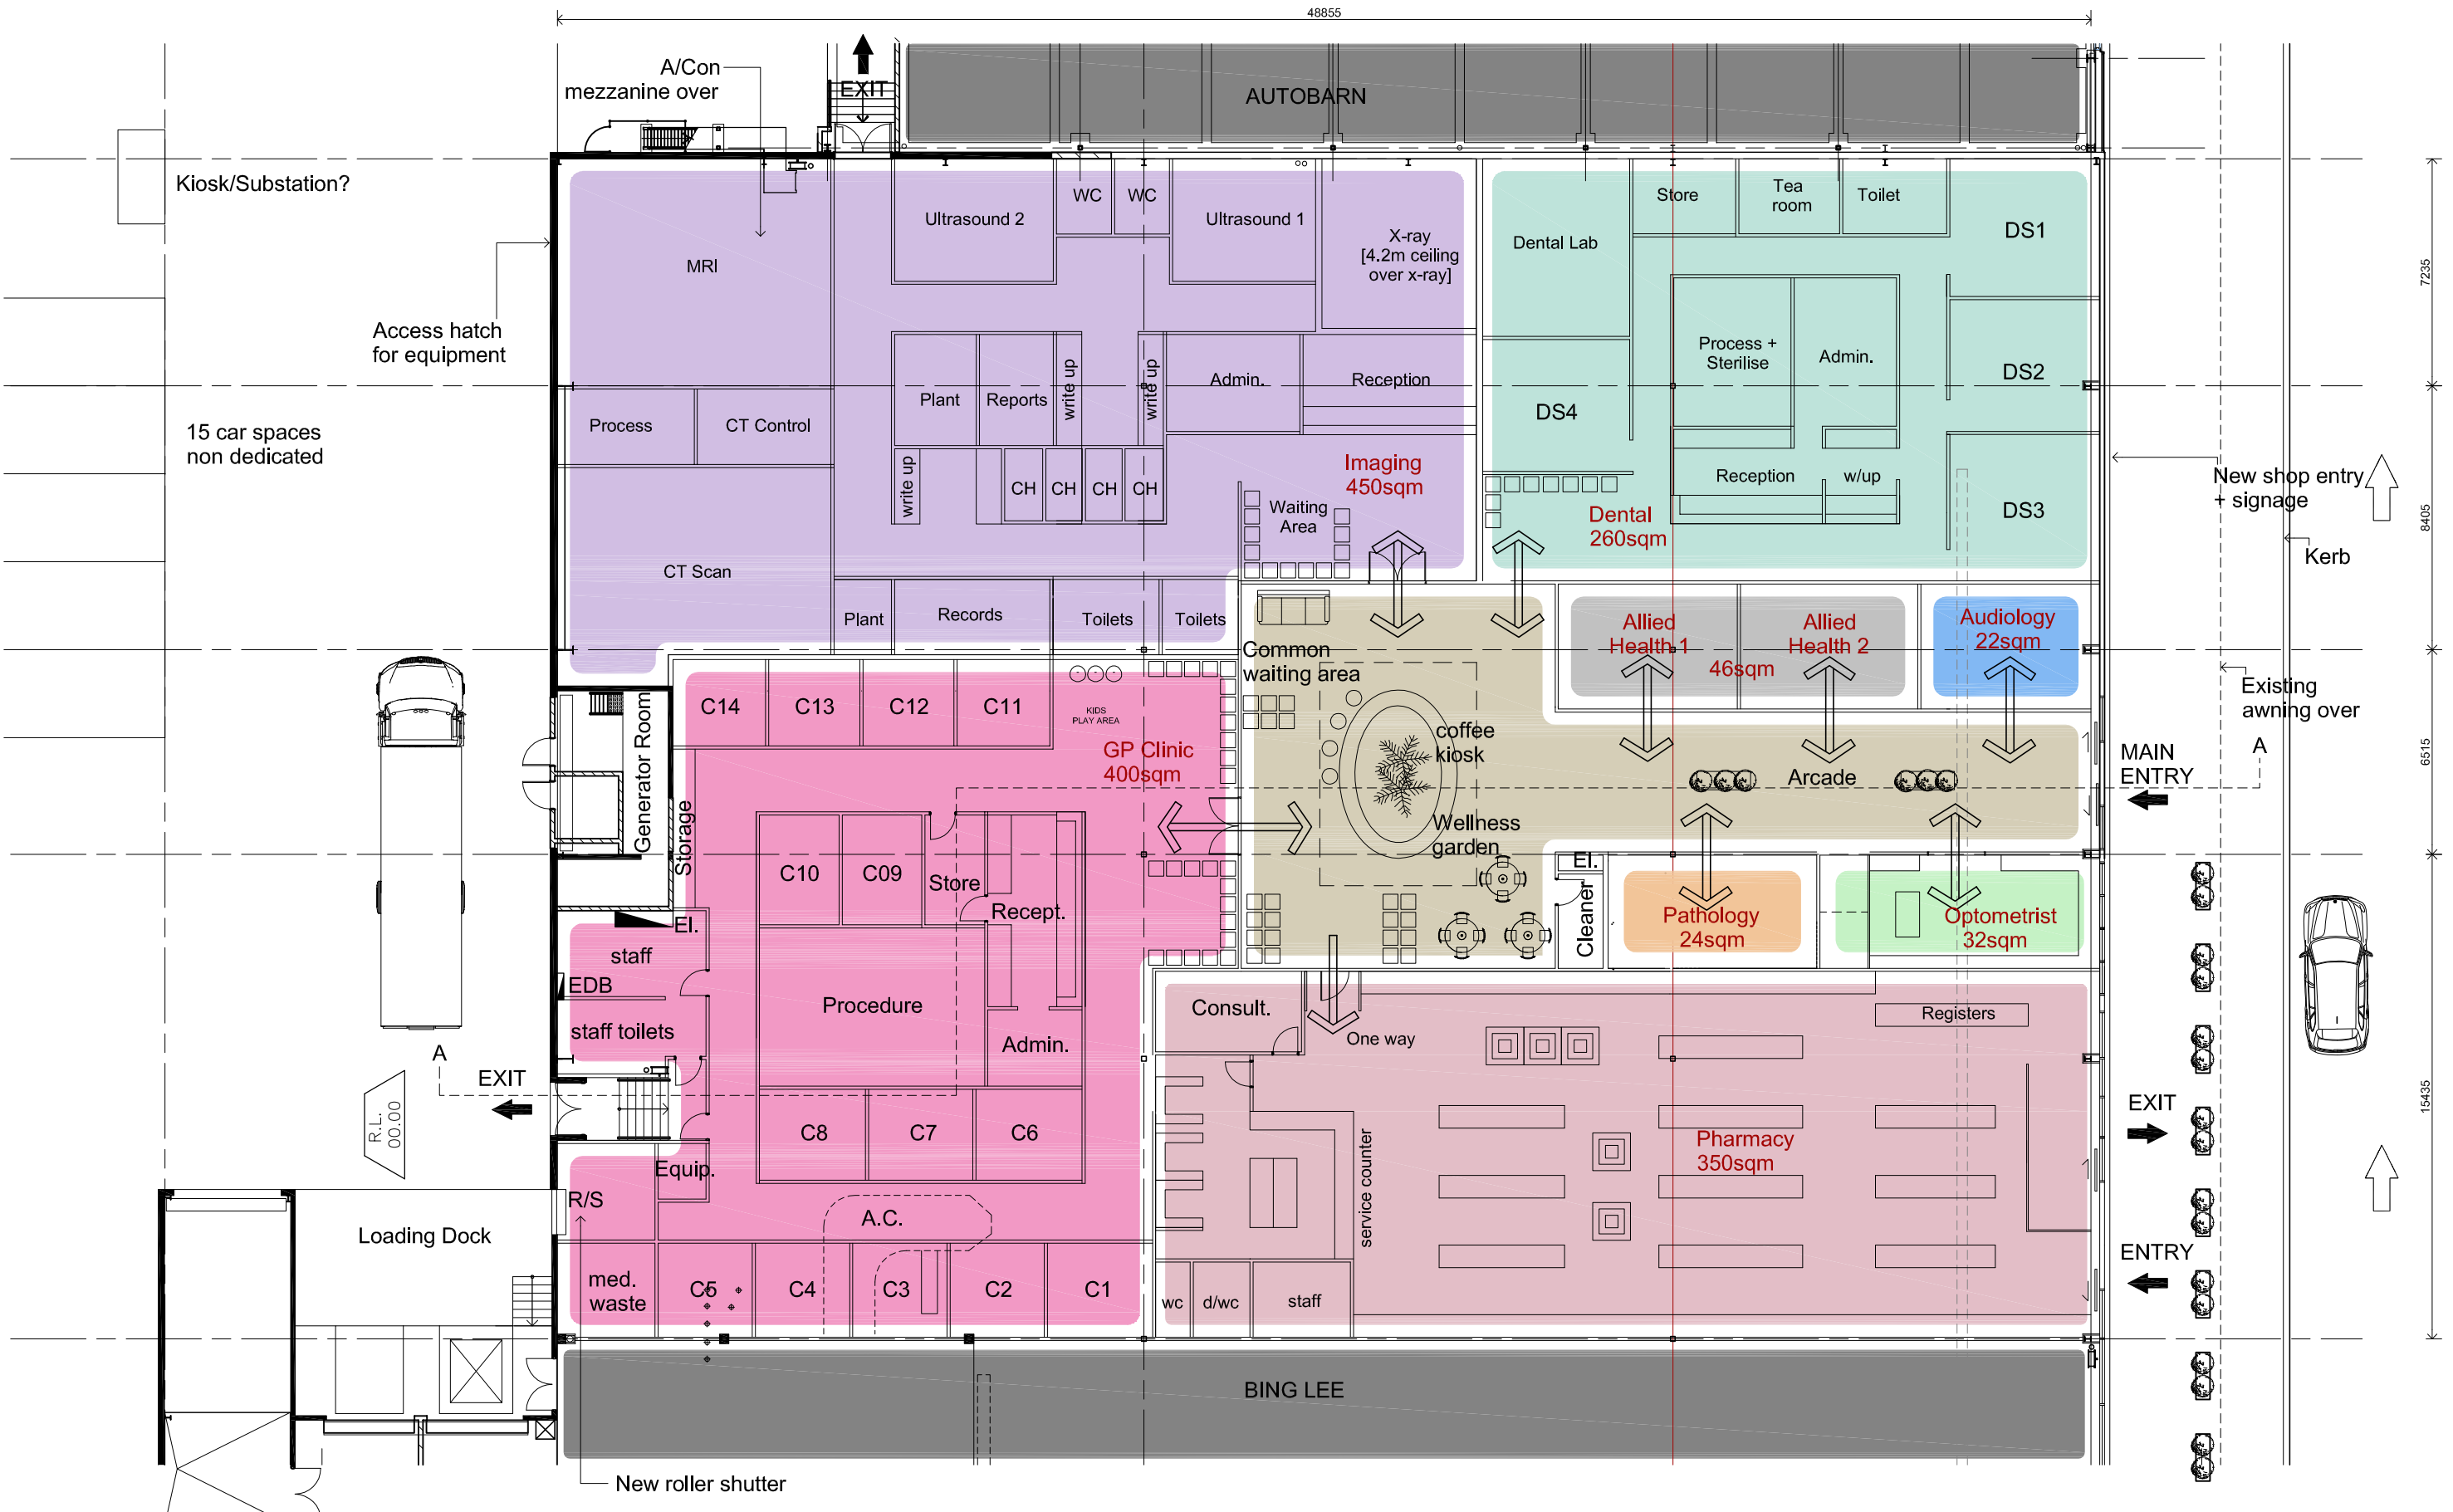 48855
A/Con
mezzanine over
EXIT
AUTOBARN
Kiosk/Substation?
Access hatch
for equipment
15 car spaces
non dedicated
MRI
Ultrasound 2
WC
WC
Ultrasound 1
X-ray
[4.2m ceiling
over x-ray]
Process
CT Control
Plant
Reports
write up
write up
Admin.
Reception
write up
CH
CH
CH
CH
Waiting
Area
Imaging
450sqm
CT Scan
Plant
Records
Toilets
Toilets
Dental Lab
Store
Tea
room
Toilet
DS1
Process +
Sterilise
Admin.
DS2
DS4
Reception
w/up
DS3
Dental
260sqm
7235
8405
6515
15435
New shop entry
+ signage
Kerb
Existing
awning over
A
MAIN
ENTRY
Allied
Health 1
Allied
Health 2
46sqm
Audiology
22sqm
Common
waiting area
coffee
kiosk
Arcade
Wellness
garden
El.
Cleaner
Pathology
24sqm
Optometrist
32sqm
Generator Room
Storage
C14
C13
C12
C11
KIDS
PLAY AREA
GP Clinic
400sqm
C10
C09
Store
Recept.
El.
staff
EDB
staff toilets
Procedure
Admin.
A
EXIT
R.L.
00.00
C8
C7
C6
Equip.
R/S
A.C.
Loading Dock
med.
waste
C5
C4
C3
C2
C1
Consult.
One way
Registers
service counter
Pharmacy
350sqm
wc
d/wc
staff
EXIT
ENTRY
BING LEE
New roller shutter